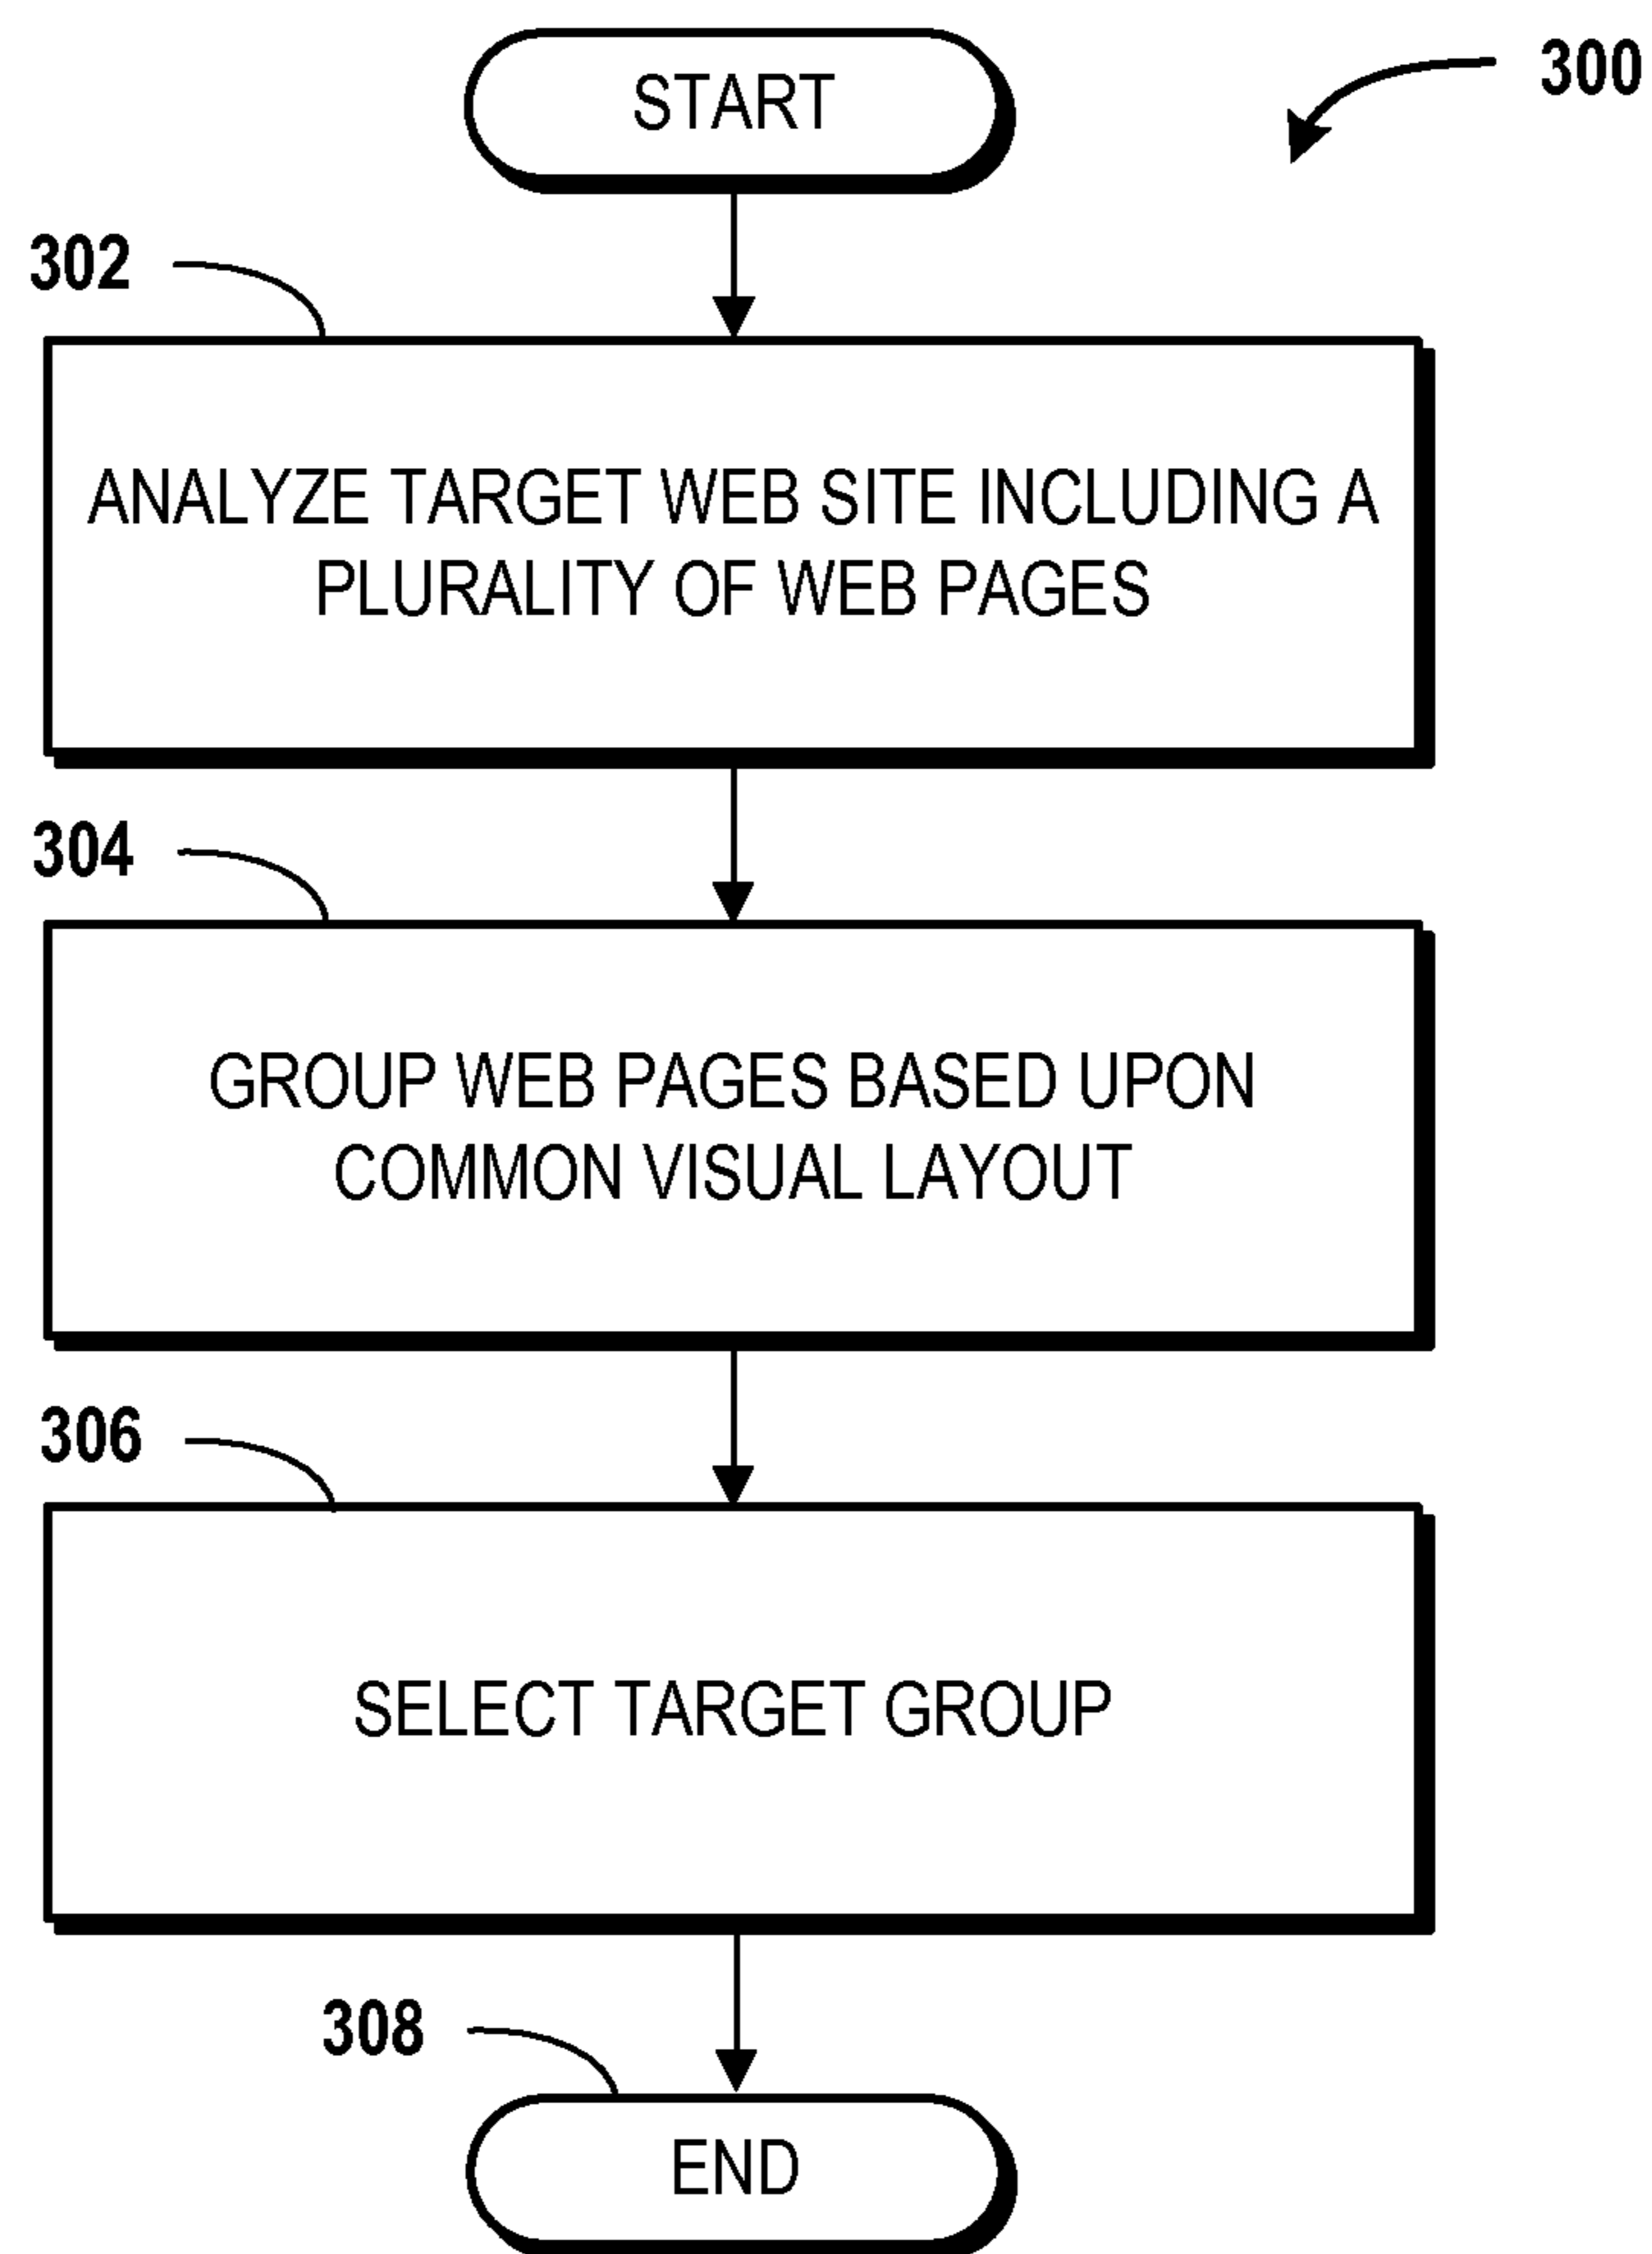 START
300
302
ANALYZE TARGET WEB SITE INCLUDING A
PLURALITY OF WEB PAGES
304
GROUP WEB PAGES BASED UPON
COMMON VISUAL LAYOUT
306
SELECT TARGET GROUP
308
END